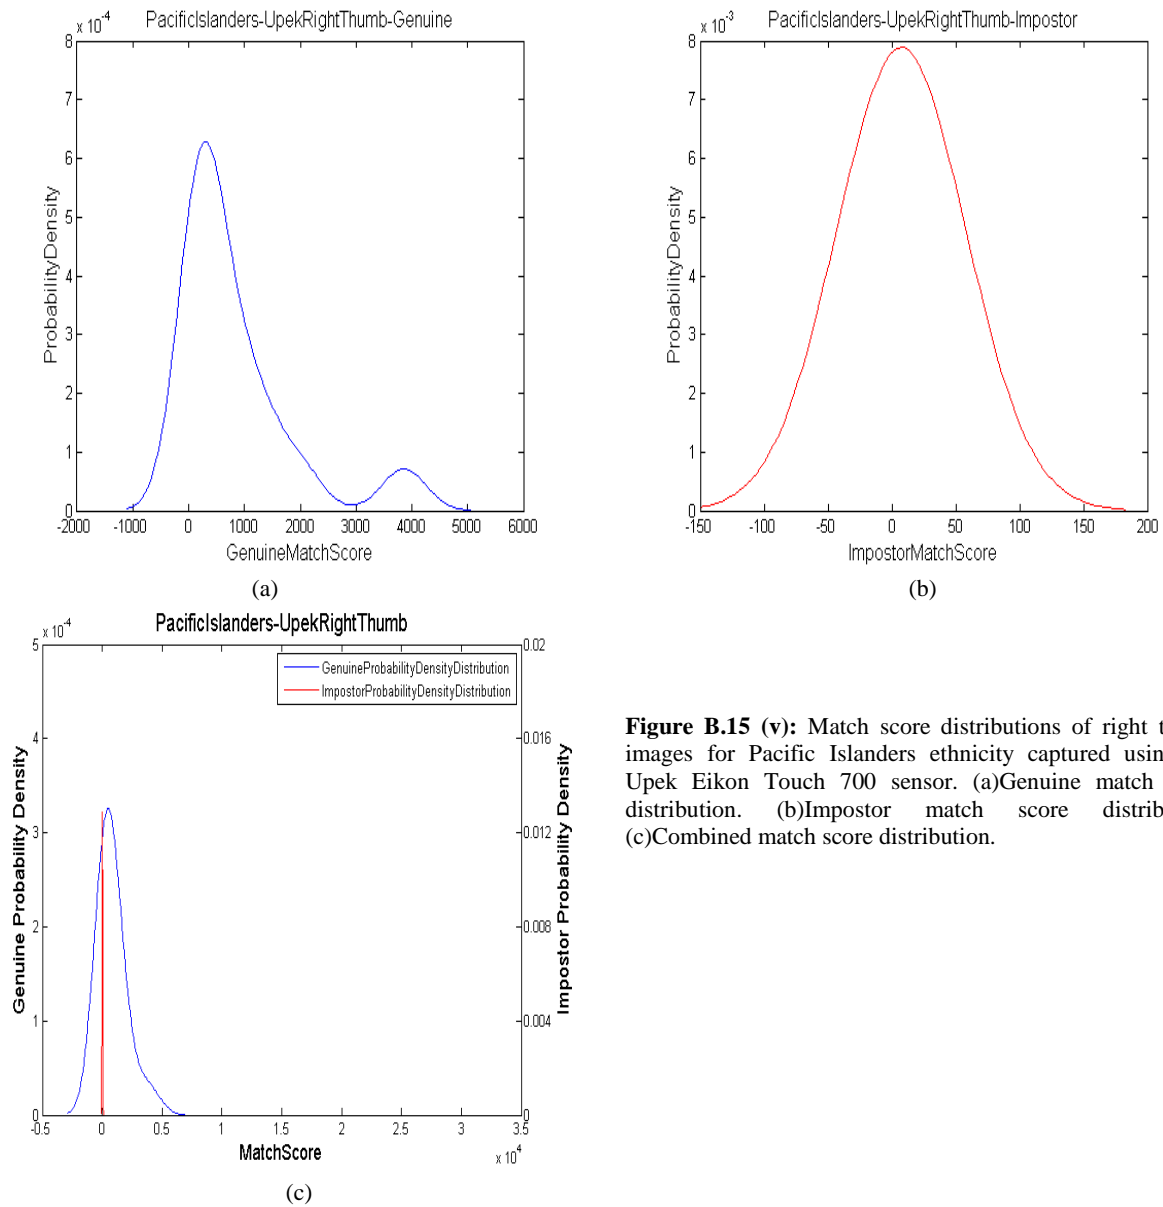 PacificIslanders-UpekRightThumb-Genuine
x 10-4
8
7
6
5
4
3
2
1
0
-2000 -1000 0 1000 2000 3000 4000 5000 6000
GenuineMatchScore
ProbabilityDensity
(a)
PacificIslanders-UpekRightThumb-Impostor
x 10-3
8
7
6
5
4
3
2
1
0
-150 -100 -50 0 50 100 150 200
ImpostorMatchScore
ProbabilityDensity
(b)
PacificIslanders-UpekRightThumb
x 10-4
5
4
3
2
1
0
0.02
0.016
0.012
0.008
0.004
0
GenuineProbabilityDensityDistribution
ImpostorProbabilityDensityDistribution
Genuine Probability Density
Impostor Probability Density
-0.5 0 0.5 1 1.5 2 2.5 3 3.5
MatchScore
x 104
(c)
Figure B.15 (v): Match score distributions of right t
images for Pacific Islanders ethnicity captured usin
Upek Eikon Touch 700 sensor. (a)Genuine match
distribution. (b)Impostor match score distrib
(c)Combined match score distribution.